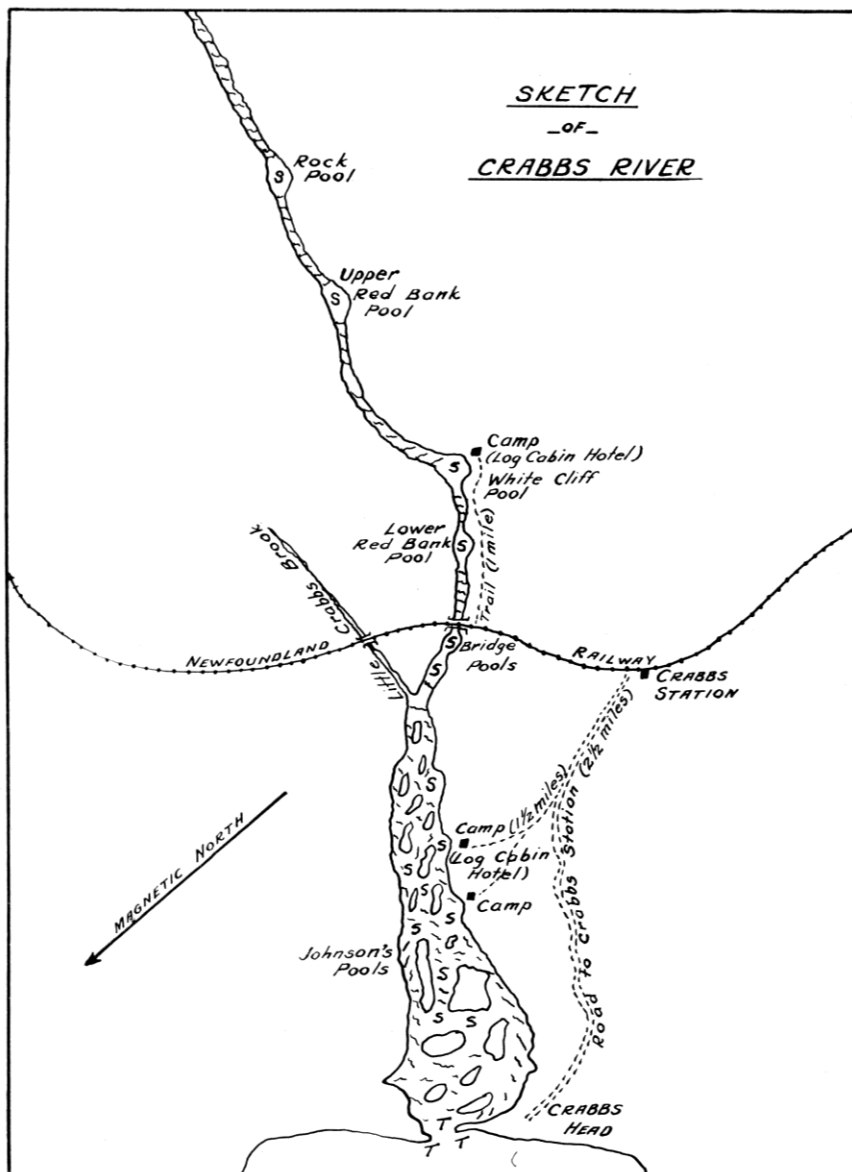 SKETCH
_OF_
CRABBS RIVER
Rock
Pool
S
Upper
Red Bank
Pool
S
Camp
(Log Cabin Hotel)
White Cliff
Pool
S
Trail (1 mile)
Lower
Red Bank
Pool
S
Little Crabbs Brook
NEWFOUNDLAND
RAILWAY
Bridge
Pools
S
S
CRABBS
STATION
S
Camp (1½ miles)
(Log Cabin
Hotel)
S
S
S
Camp
Road to Crabbs Station (2½ miles)
MAGNETIC NORTH
Johnson's
Pools
S
S
S
S
S
CRABBS
HEAD
T
T
T